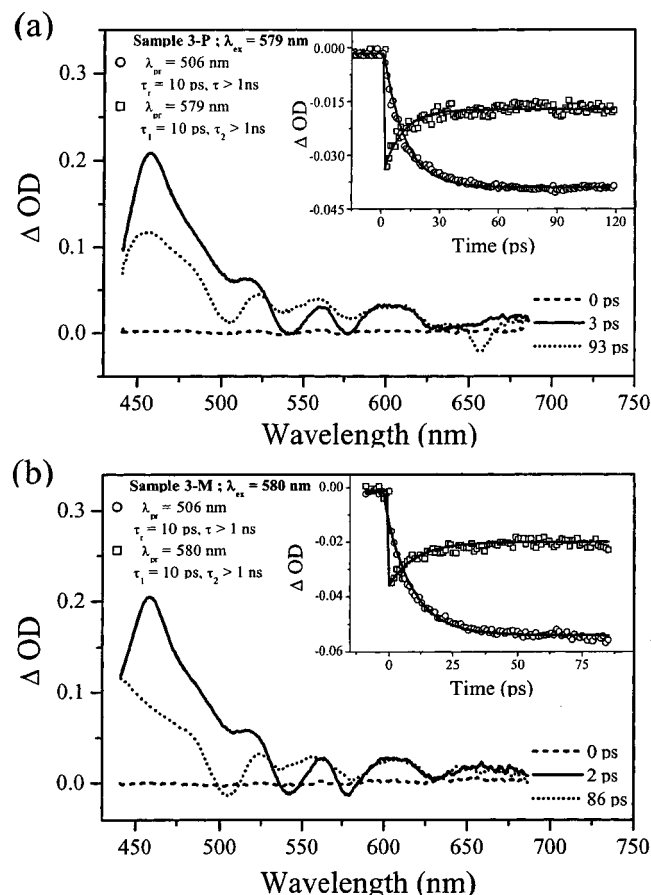 (a)
Sample 3-P ; λex = 579 nm
λpr = 506 nm
τr = 10 ps, τ > 1ns
λpr = 579 nm
τ1 = 10 ps, τ2 > 1ns
0.3
0.2
0.1
0.0
Δ OD
0.000
-0.015
-0.030
-0.045
Δ OD
0 30 60 90 120
Time (ps)
0 ps
3 ps
93 ps
450 500 550 600 650 700 750
Wavelength (nm)
(b)
Sample 3-M ; λex = 580 nm
λpr = 506 nm
τr = 10 ps, τ > 1 ns
λpr = 580 nm
τ1 = 10 ps, τ2 > 1 ns
0.3
0.2
0.1
0.0
Δ OD
0.00
-0.02
-0.04
-0.06
Δ OD
0 25 50 75
Time (ps)
0 ps
2 ps
86 ps
450 500 550 600 650 700 750
Wavelength (nm)